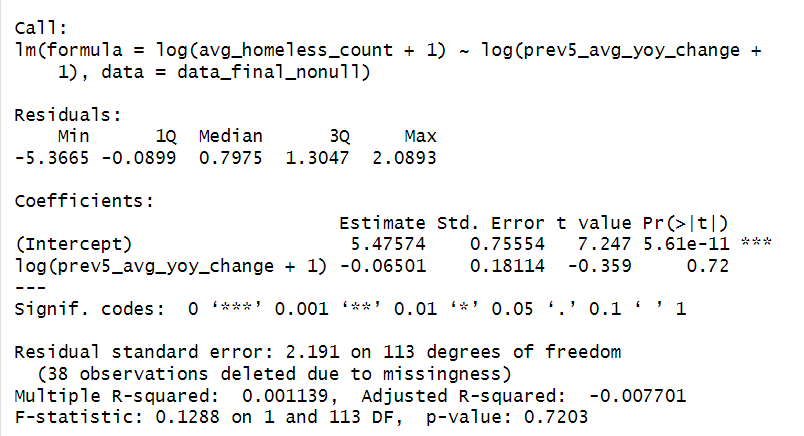 Call:
lm(formula = log(avg_homeless_count + 1) ~ log(prev5_avg_yoy_change +
    1), data = data_final_nonull)
Residuals:
    Min      1Q  Median      3Q     Max
-5.3665 -0.0899  0.7975  1.3047  2.0893
Coefficients:
                              Estimate Std. Error t value Pr(>|t|)
(Intercept)                    5.47574    0.75554   7.247 5.61e-11 ***
log(prev5_avg_yoy_change + 1) -0.06501    0.18114  -0.359     0.72
---
Signif. codes:  0 ‘***’ 0.001 ‘**’ 0.01 ‘*’ 0.05 ‘.’ 0.1 ‘ ’ 1
Residual standard error: 2.191 on 113 degrees of freedom
  (38 observations deleted due to missingness)
Multiple R-squared:  0.001139,	Adjusted R-squared:  -0.007701
F-statistic: 0.1288 on 1 and 113 DF,  p-value: 0.7203